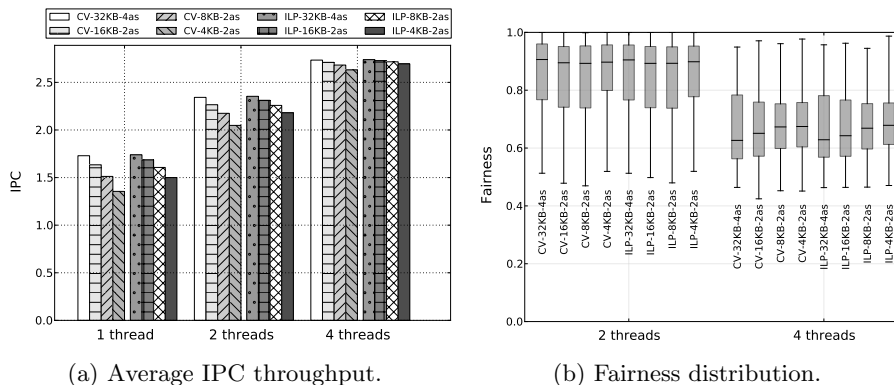 CV-32KB-4as CV-8KB-2as ILP-32KB-4as ILP-8KB-2as
CV-16KB-2as CV-4KB-2as ILP-16KB-2as ILP-4KB-2as
IPC
2.5
2.0
1.5
1.0
0.5
0.0
1 thread 2 threads 4 threads
(a) Average IPC throughput.
Fairness
1.0
0.8
0.6
0.4
0.2
0.0
CV-32KB-4as
CV-16KB-2as
CV-8KB-2as
CV-4KB-2as
ILP-32KB-4as
ILP-16KB-2as
ILP-8KB-2as
ILP-4KB-2as
CV-32KB-4as
CV-16KB-2as
CV-8KB-2as
CV-4KB-2as
ILP-32KB-4as
ILP-16KB-2as
ILP-8KB-2as
ILP-4KB-2as
2 threads 4 threads
(b) Fairness distribution.